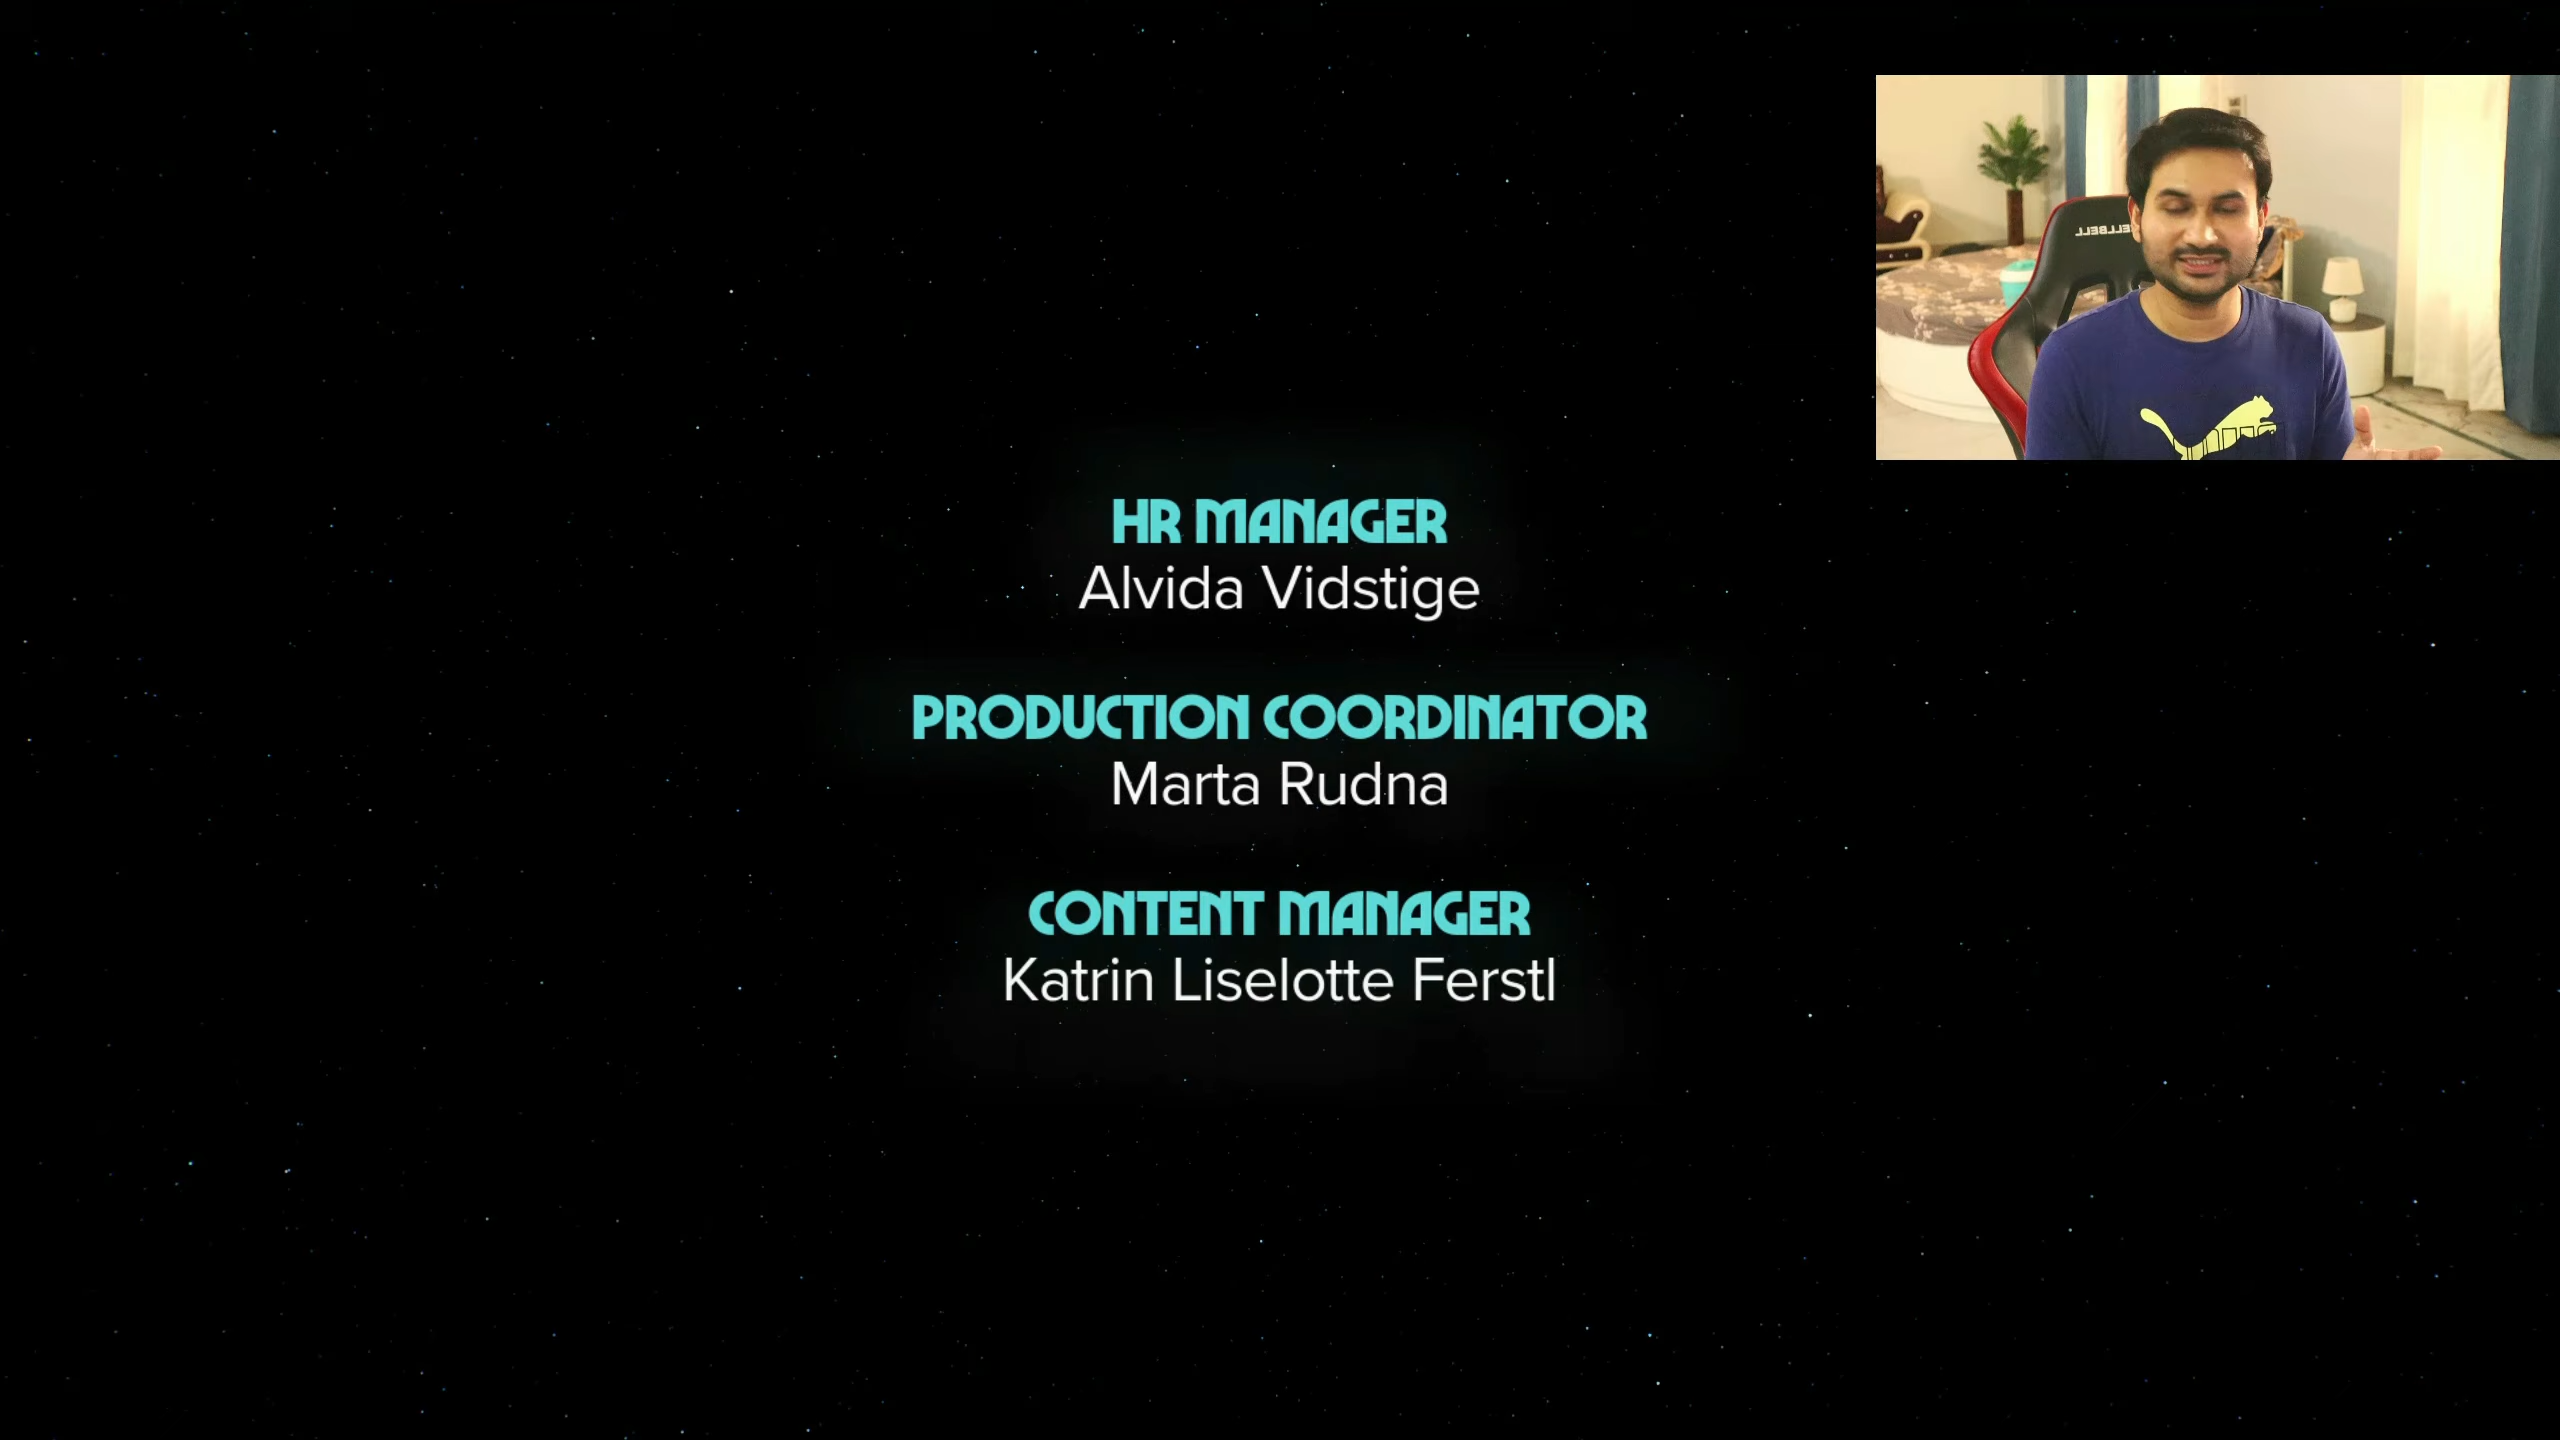 HR MANAGER
Alvida Vidstige
PRODUCTION COORDINATOR
Marta Rudna
CONTENT MANAGER
Katrin Liselotte Ferstl